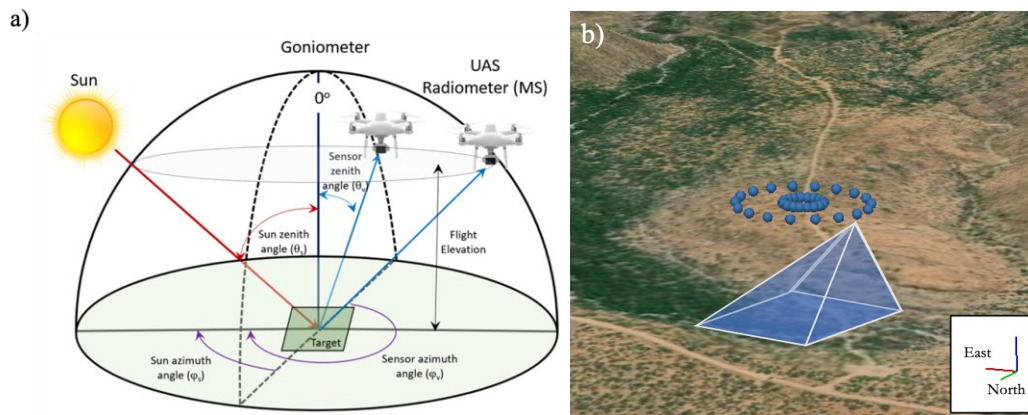 a)
Goniometer
Sun
UAS
Radiometer (MS)
0°
Sensor
zenith
angle (θᵥ)
Sun zenith
angle (θₛ)
Flight
Elevation
Target
Sun azimuth
angle (φₛ)
Sensor azimuth
angle (φᵥ)
b)
East
North